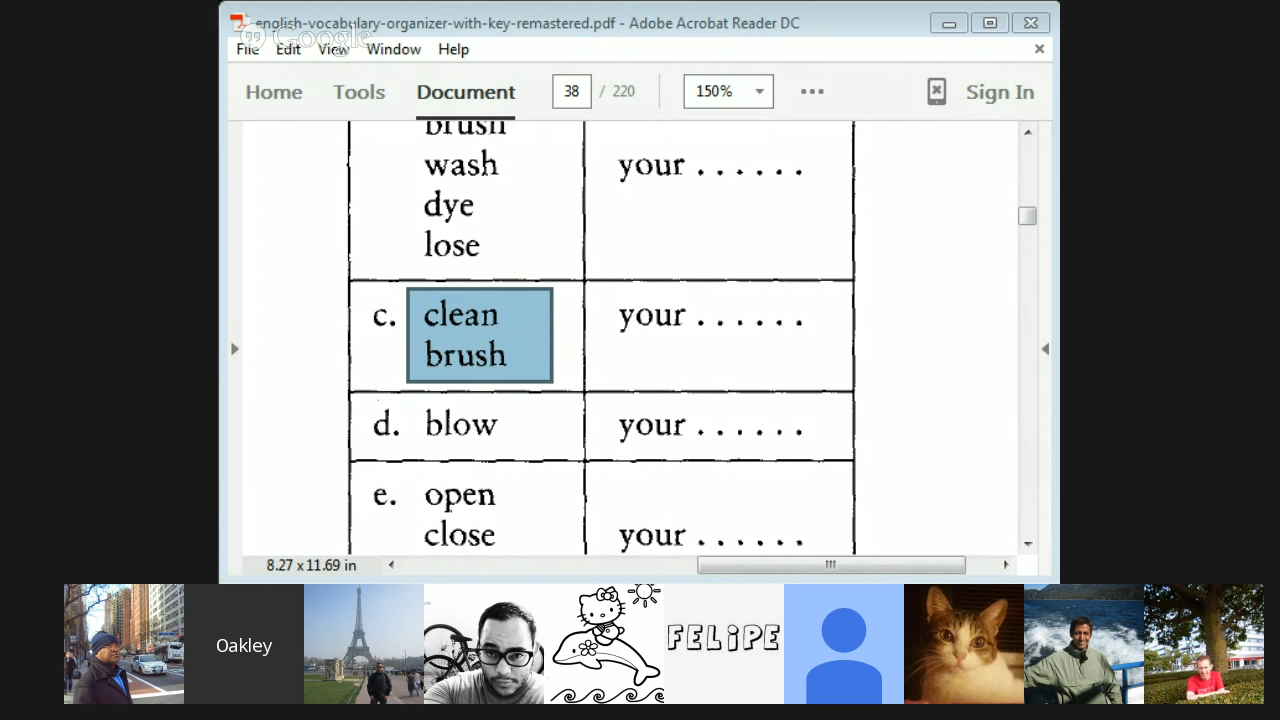 english-vocabulary-organizer-with-key-remastered.pdf - Adobe Acrobat Reader DC
Google
File Edit View Window Help
Home Tools Document 38 / 220 150% Sign In
brush
wash your . . . . . .
dye
lose
c. clean your . . . . . .
brush
d. blow your . . . . . .
e. open
close your . . . . . .
8.27 x 11.69 in
Oakley
FELIPE